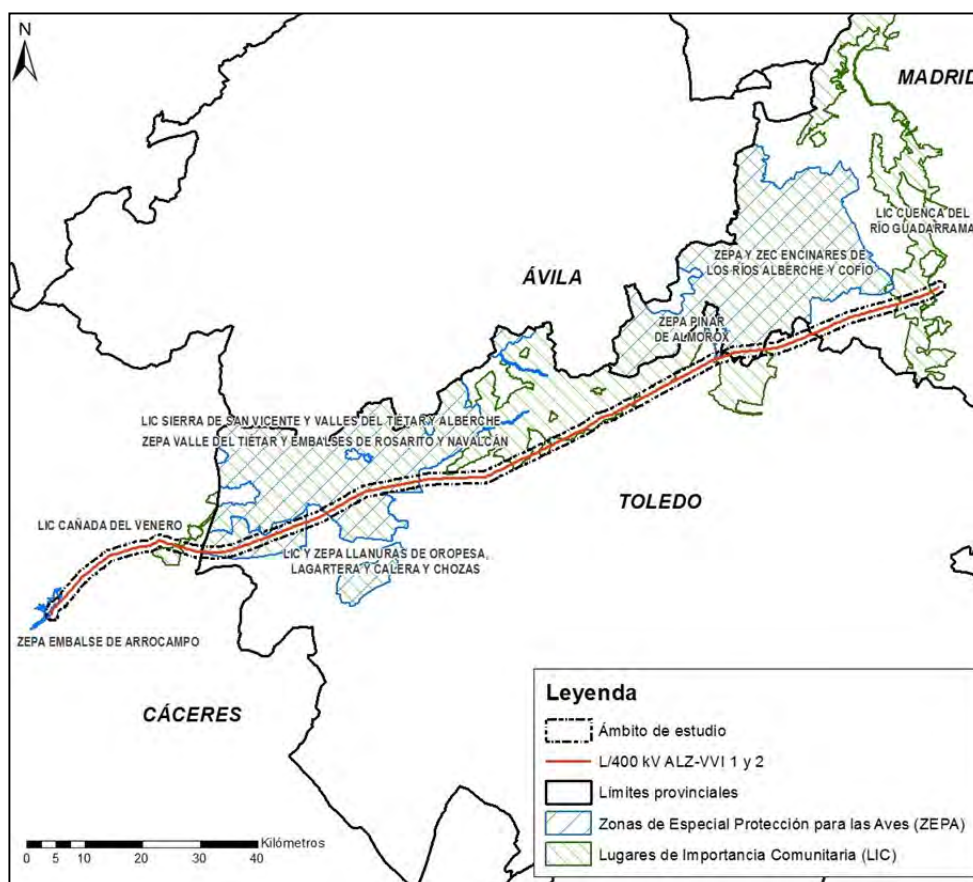 N
MADRID
LIC CUENCA DEL
RÍO GUADARRAMA
ZEPA Y ZEC ENCINARES DE
LOS RÍOS ALBERCHE Y COFÍO
ÁVILA
ZEPA PINAR
DE ALMOROX
LIC SIERRA DE SAN VICENTE Y VALLES DEL TIÉTAR Y ALBERCHE
ZEPA VALLE DEL TIÉTAR Y EMBALSES DE ROSARITO Y NAVALCÁN
TOLEDO
LIC CAÑADA DEL VENERO
LIC Y ZEPA LLANURAS DE OROPESA,
LAGARTERA Y CALERA Y CHOZAS
ZEPA EMBALSE DE ARROCAMPO
CÁCERES
Leyenda
Ámbito de estudio
L/400 kV ALZ-VVI 1 y 2
Límites provinciales
Zonas de Especial Protección para las Aves (ZEPA)
Lugares de Importancia Comunitaria (LIC)
Kilómetros
0 5 10 20 30 40